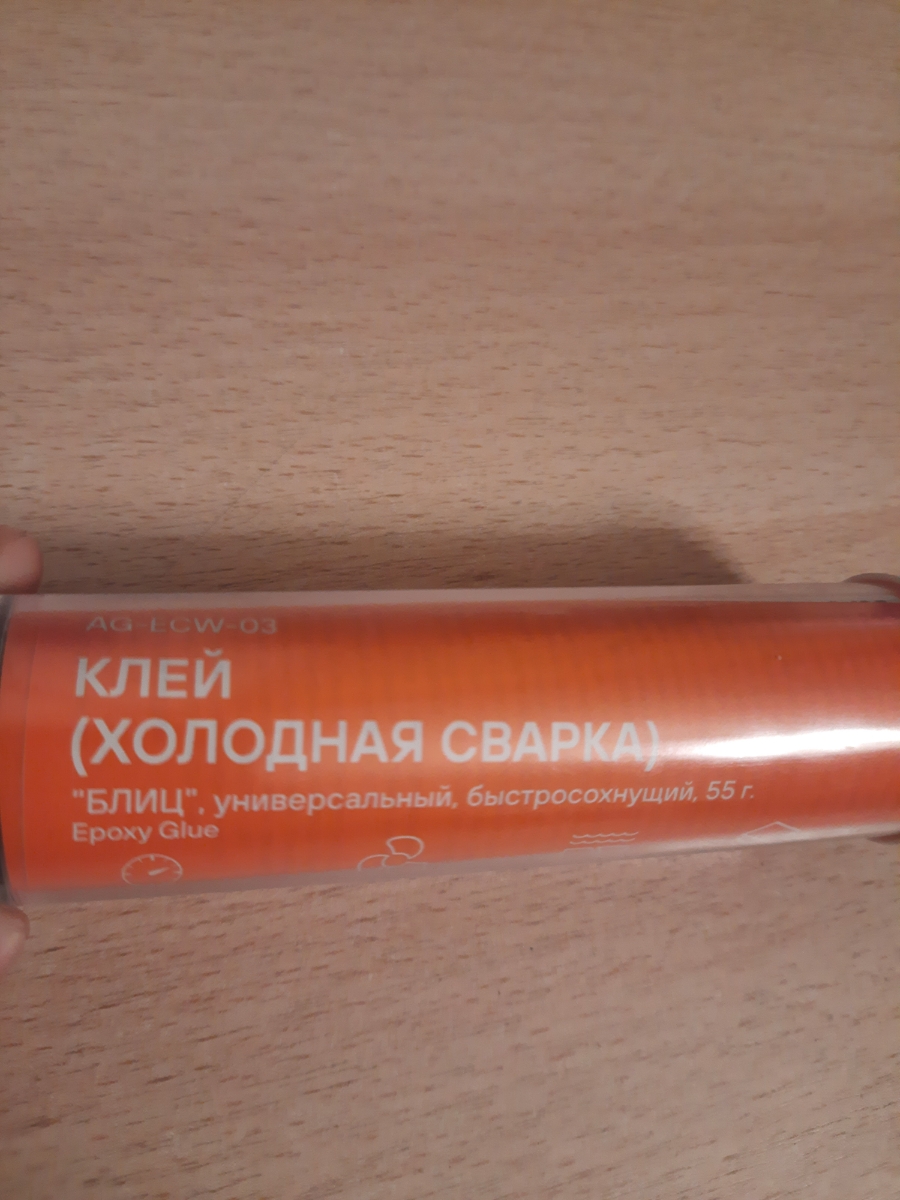 AG-ECW-03
КЛЕЙ
(ХОЛОДНАЯ СВАРКА)
"БЛИЦ", универсальный, быстросохнущий, 55 г.
Epoxy Glue